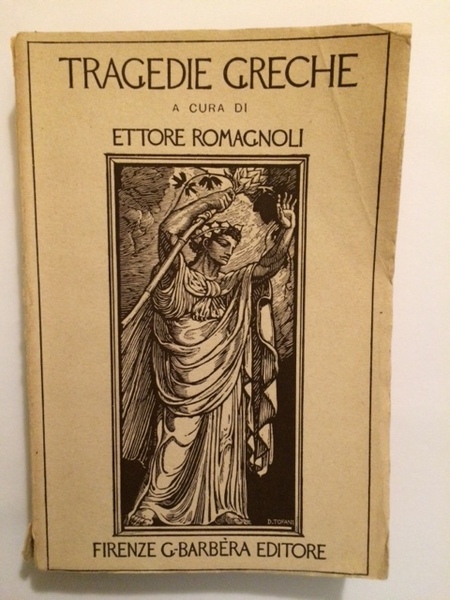 TRAGEDIE GRECHE
A CURA DI
ETTORE ROMAGNOLI
D. TOFANI
FIRENZE G-BARBÈRA EDITORE